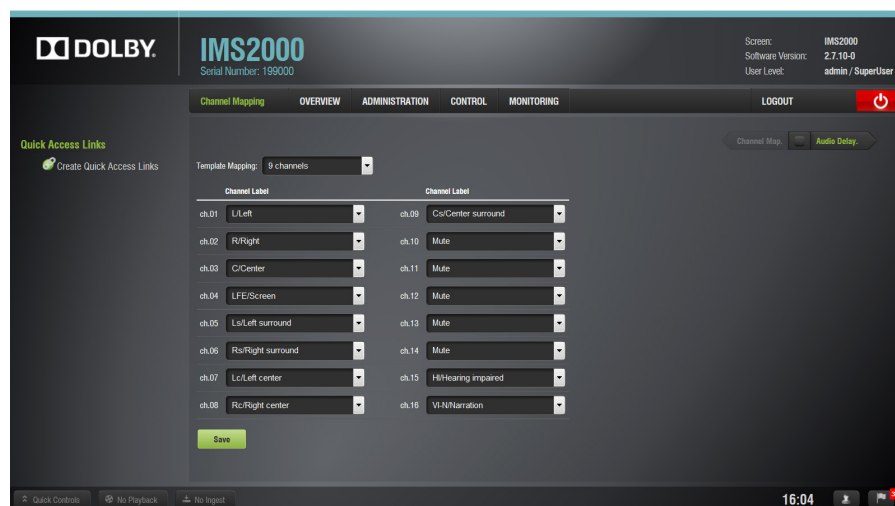 DOLBY.
IMS2000
Serial Number: 199000
Screen: IMS2000
Software Version: 2.7.10-0
User Level: admin / SuperUser
Channel Mapping OVERVIEW ADMINISTRATION CONTROL MONITORING LOGOUT
Quick Access Links
Create Quick Access Links
Channel Map. Audio Delay.
Template Mapping: 9 channels
Channel Label Channel Label
ch.01 L/Left ch.09 Cs/Center surround
ch.02 R/Right ch.10 Mute
ch.03 C/Center ch.11 Mute
ch.04 LFE/Screen ch.12 Mute
ch.05 Ls/Left surround ch.13 Mute
ch.06 Rs/Right surround ch.14 Mute
ch.07 Lc/Left center ch.15 HI/Hearing impaired
ch.08 Rc/Right center ch.16 VI-N/Narration
Save
Quick Controls No Playback No Ingest 16:04